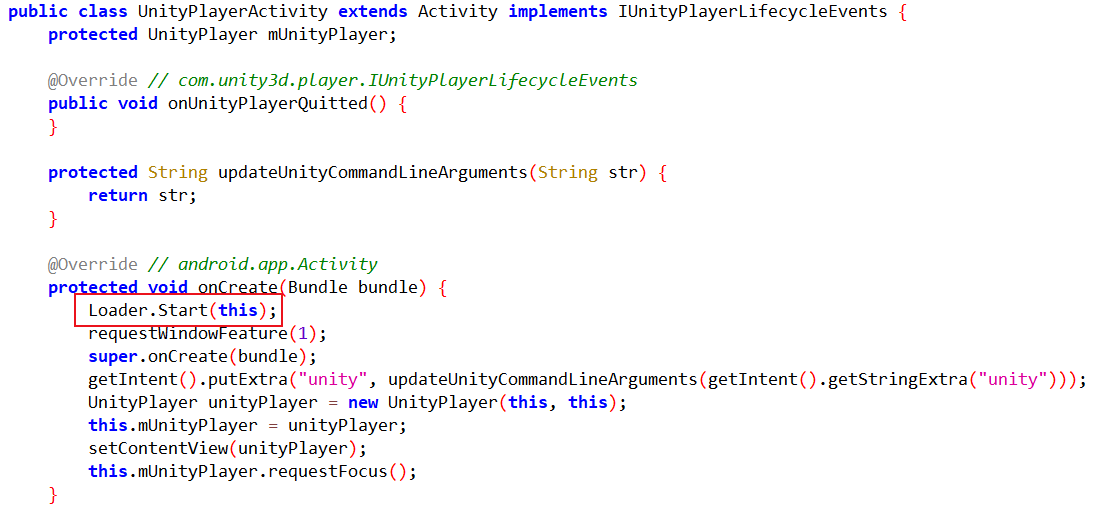 public class UnityPlayerActivity extends Activity implements IUnityPlayerLifecycleEvents {
    protected UnityPlayer mUnityPlayer;

    @Override // com.unity3d.player.IUnityPlayerLifecycleEvents
    public void onUnityPlayerQuitted() {
    }

    protected String updateUnityCommandLineArguments(String str) {
        return str;
    }

    @Override // android.app.Activity
    protected void onCreate(Bundle bundle) {
        Loader.Start(this);
        requestWindowFeature(1);
        super.onCreate(bundle);
        getIntent().putExtra("unity", updateUnityCommandLineArguments(getIntent().getStringExtra("unity")));
        UnityPlayer unityPlayer = new UnityPlayer(this, this);
        this.mUnityPlayer = unityPlayer;
        setContentView(unityPlayer);
        this.mUnityPlayer.requestFocus();
    }